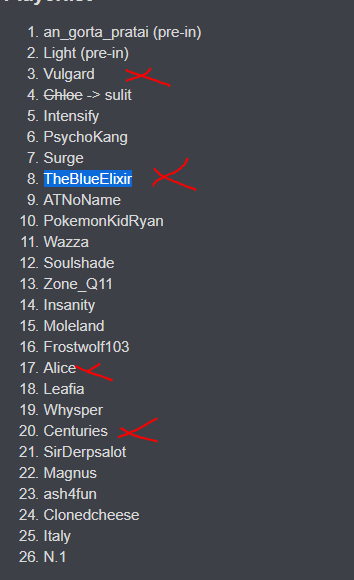 1. an_gorta_pratai (pre-in)
2. Light (pre-in)
3. Vulgard
4. Chloe -> sulit
5. Intensify
6. PsychoKang
7. Surge
8. TheBlueElixir
9. ATNoName
10. PokemonKidRyan
11. Wazza
12. Soulshade
13. Zone_Q11
14. Insanity
15. Moleland
16. Frostwolf103
17. Alice
18. Leafia
19. Whysper
20. Centuries
21. SirDerpsalot
22. Magnus
23. ash4fun
24. Clonedcheese
25. Italy
26. N.1